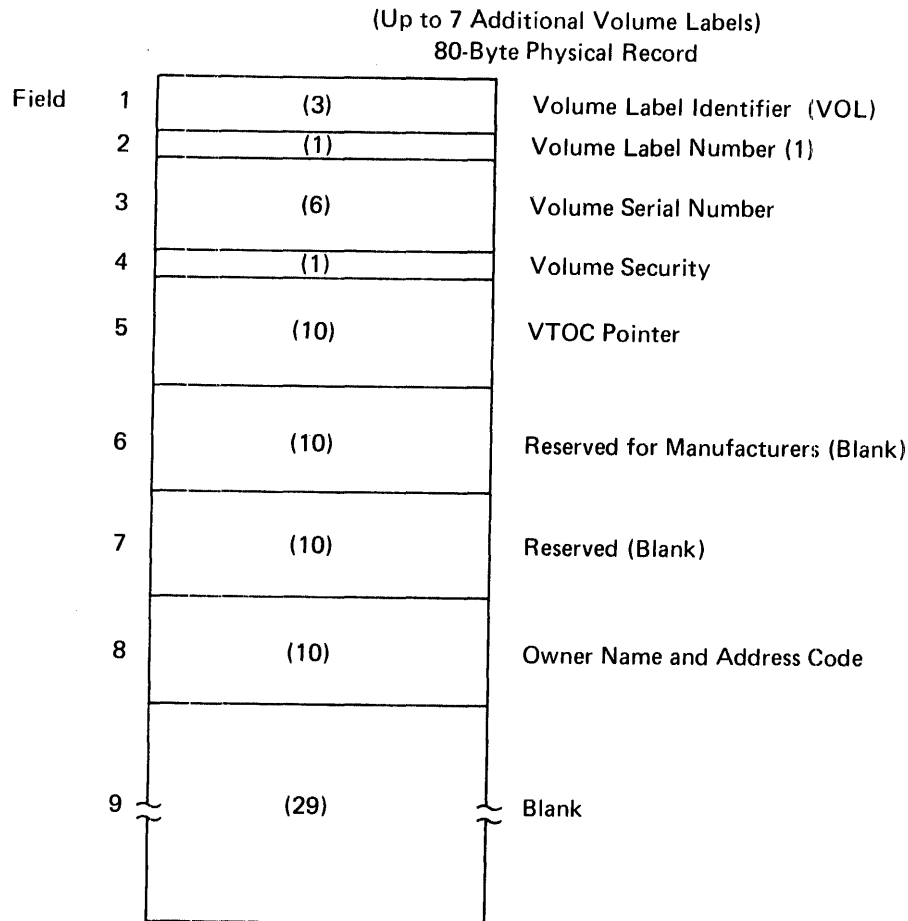 (Up to 7 Additional Volume Labels)
80-Byte Physical Record
Field 1 (3) Volume Label Identifier (VOL)
2 (1) Volume Label Number (1)
3 (6) Volume Serial Number
4 (1) Volume Security
5 (10) VTOC Pointer
6 (10) Reserved for Manufacturers (Blank)
7 (10) Reserved (Blank)
8 (10) Owner Name and Address Code
9 (29) Blank